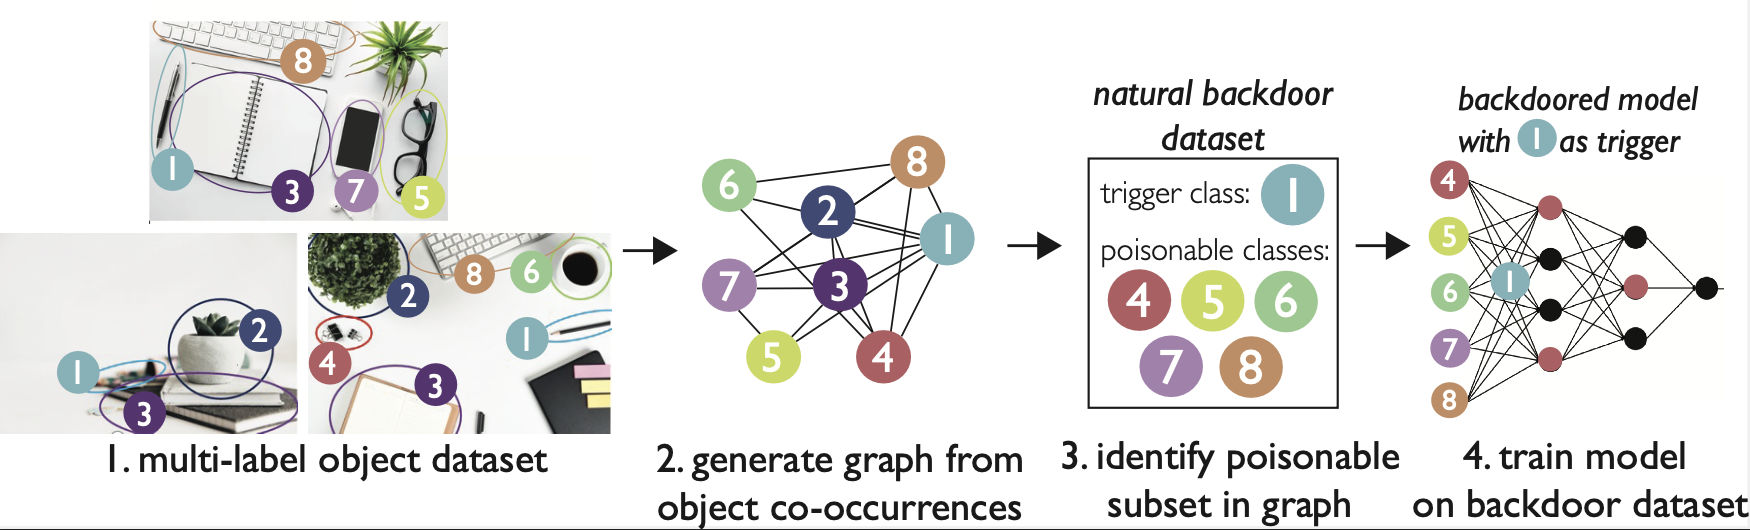 8
1
3
7
5
2
1
3
2
8
6
4
1
3
1. multi-label object dataset
6
8
2
1
7
3
5
4
2. generate graph from
object co-occurrences
natural backdoor
dataset
trigger class: 1
poisonable classes:
4 5 6
7 8
3. identify poisonable
subset in graph
backdoored model
with 1 as trigger
4
5
1
6
7
8
4. train model
on backdoor dataset